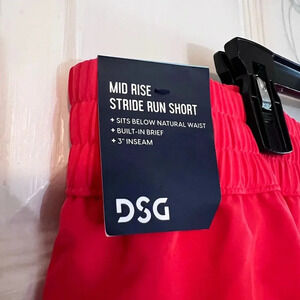 MID RISE
STRIDE RUN SHORT
+ SITS BELOW NATURAL WAIST
+ BUILT-IN BRIEF
+ 3" INSEAM
DSG